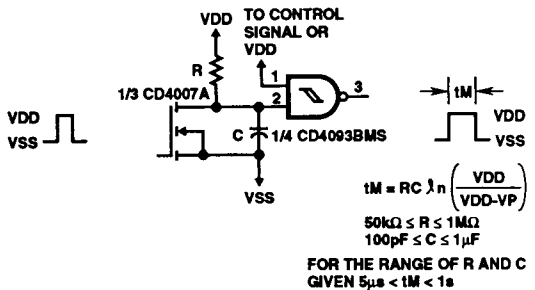 VDD
TO CONTROL
SIGNAL OR
VDD
R
1
3
2
1/3 CD4007A
C
1/4 CD4093BMS
VSS
VDD
VSS
tM
VDD
VSS
tM = RC ln (VDD / VDD-VP)
50kΩ ≤ R ≤ 1MΩ
100pF ≤ C ≤ 1µF
FOR THE RANGE OF R AND C
GIVEN 5µs < tM < 1s